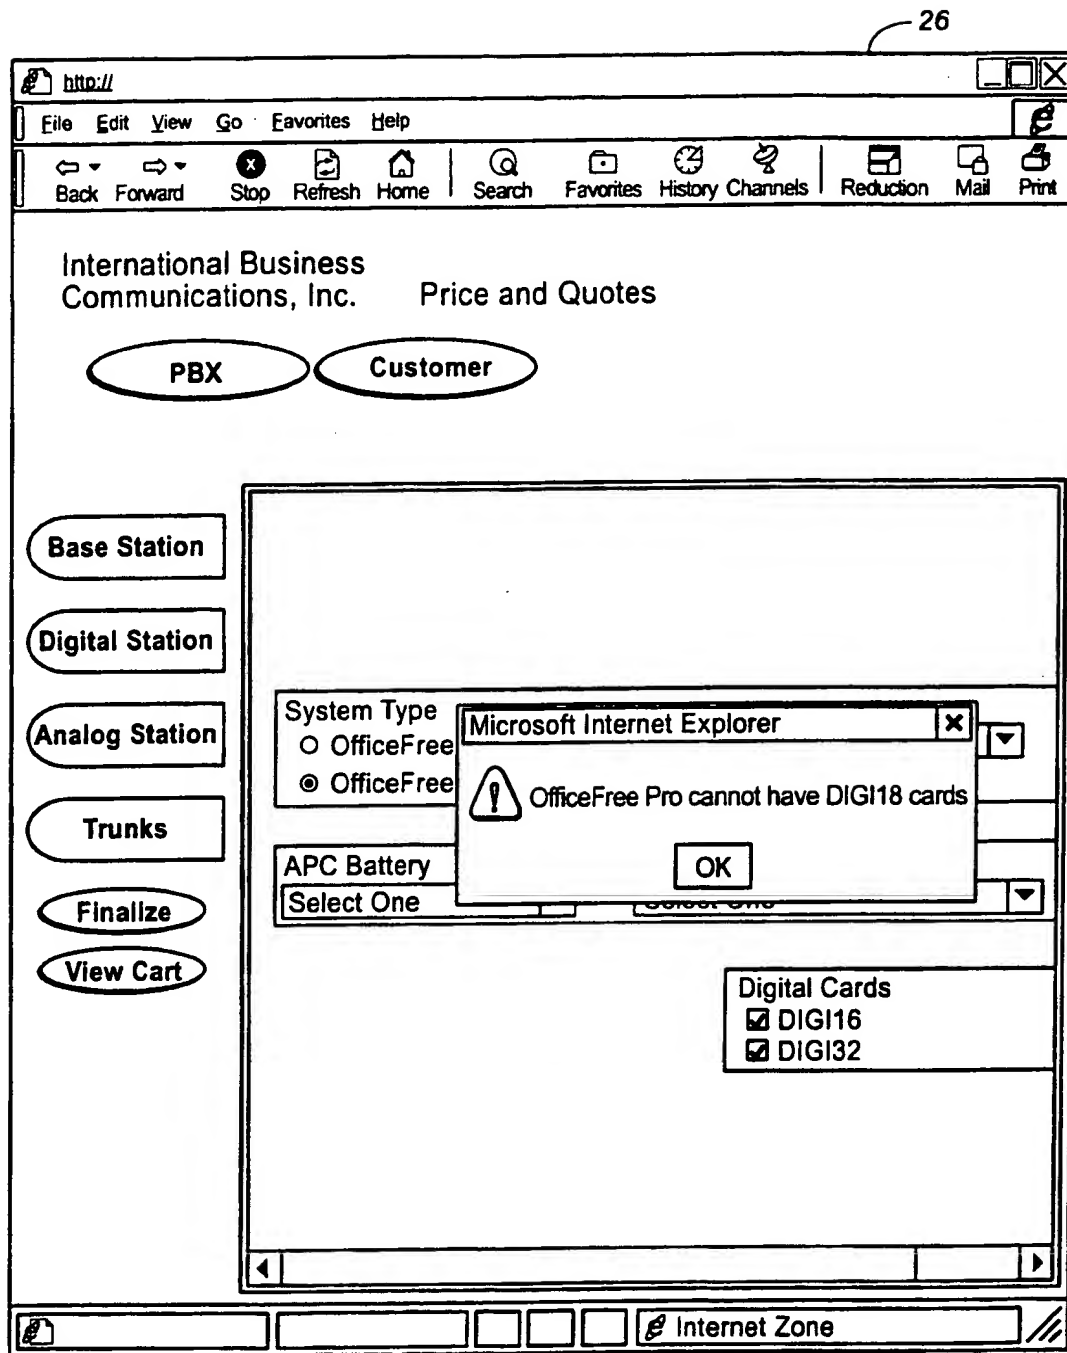 26
http://
File Edit View Go Favorites Help
Back Forward Stop Refresh Home Search Favorites History Channels Reduction Mail Print
International Business
Communications, Inc. Price and Quotes
PBX Customer
Base Station
Digital Station
Analog Station
Trunks
Finalize
View Cart
System Type
OfficeFree
OfficeFree
Microsoft Internet Explorer
OfficeFree Pro cannot have DIGI18 cards
OK
APC Battery
Select One Select One
Digital Cards
DIGI16
DIGI32
Internet Zone